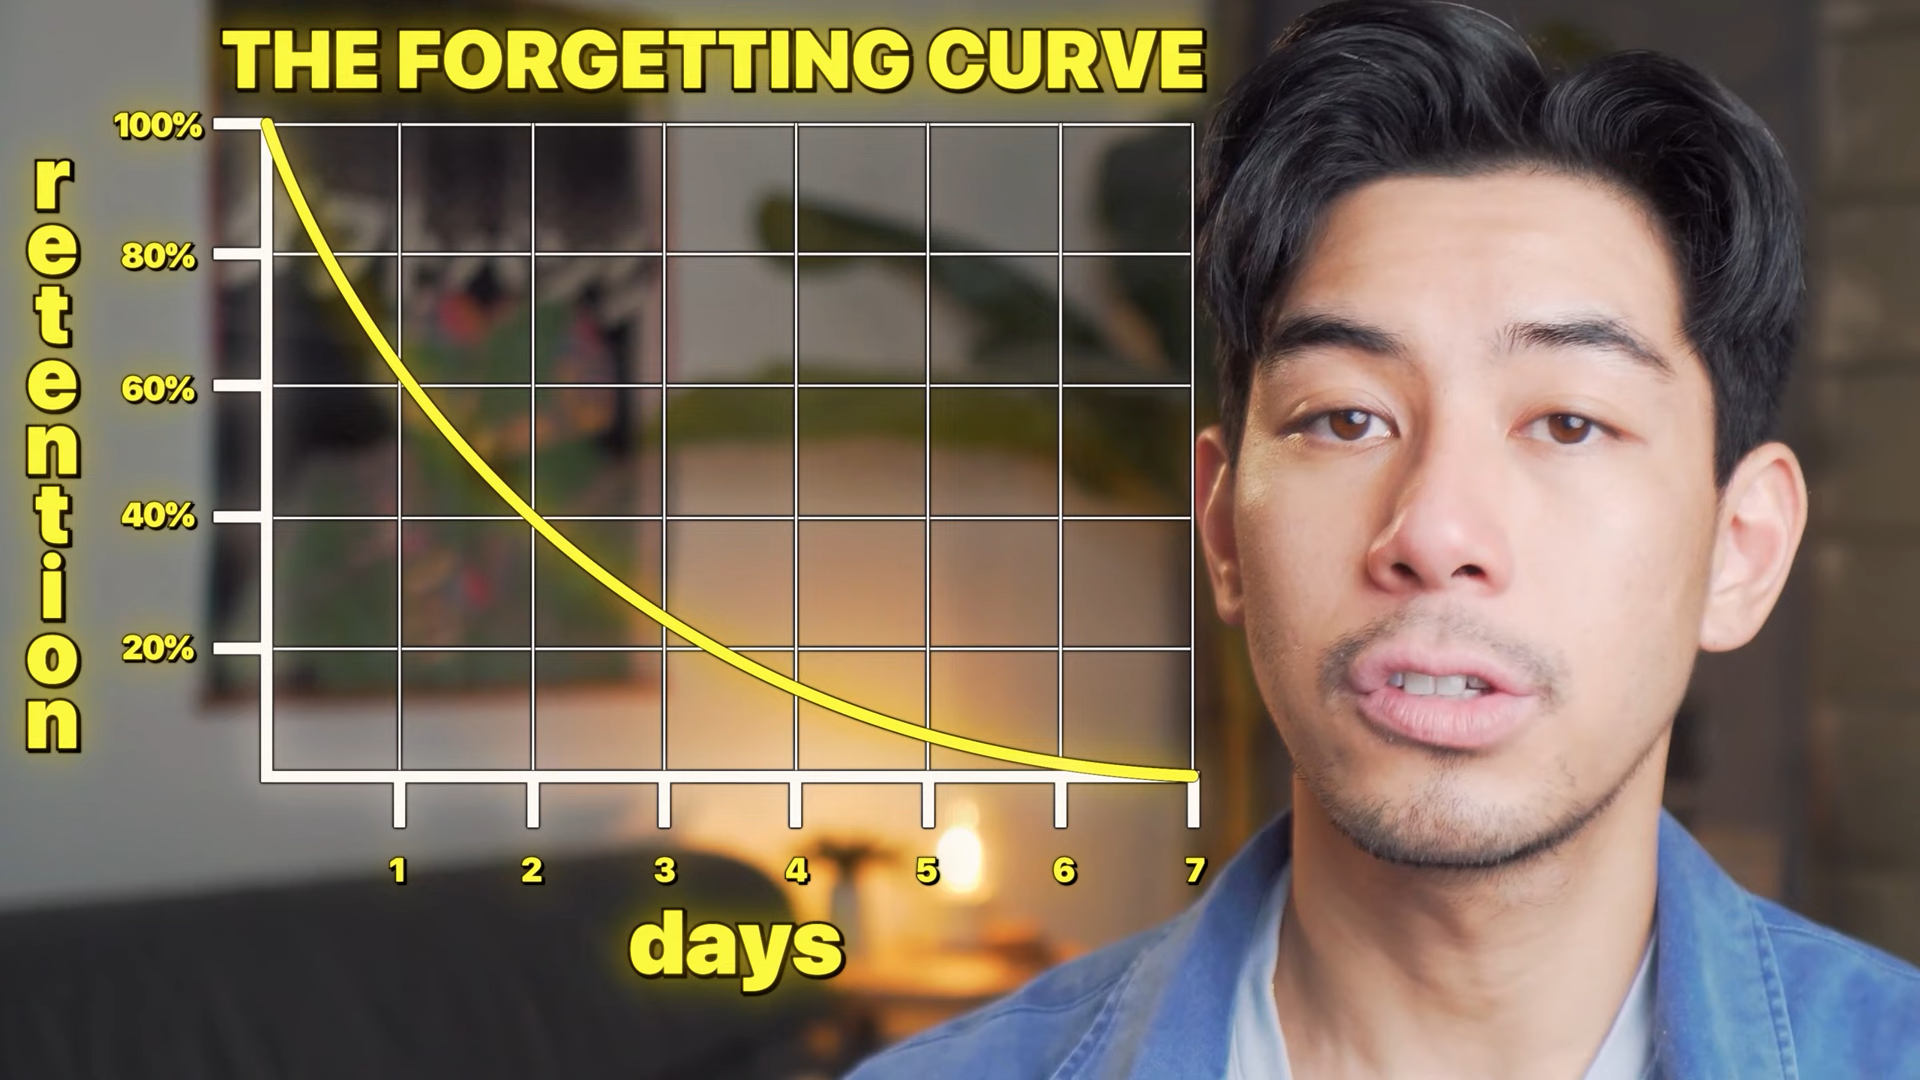 THE FORGETTING CURVE
100%
80%
60%
40%
20%
retention
1 2 3 4 5 6 7
days